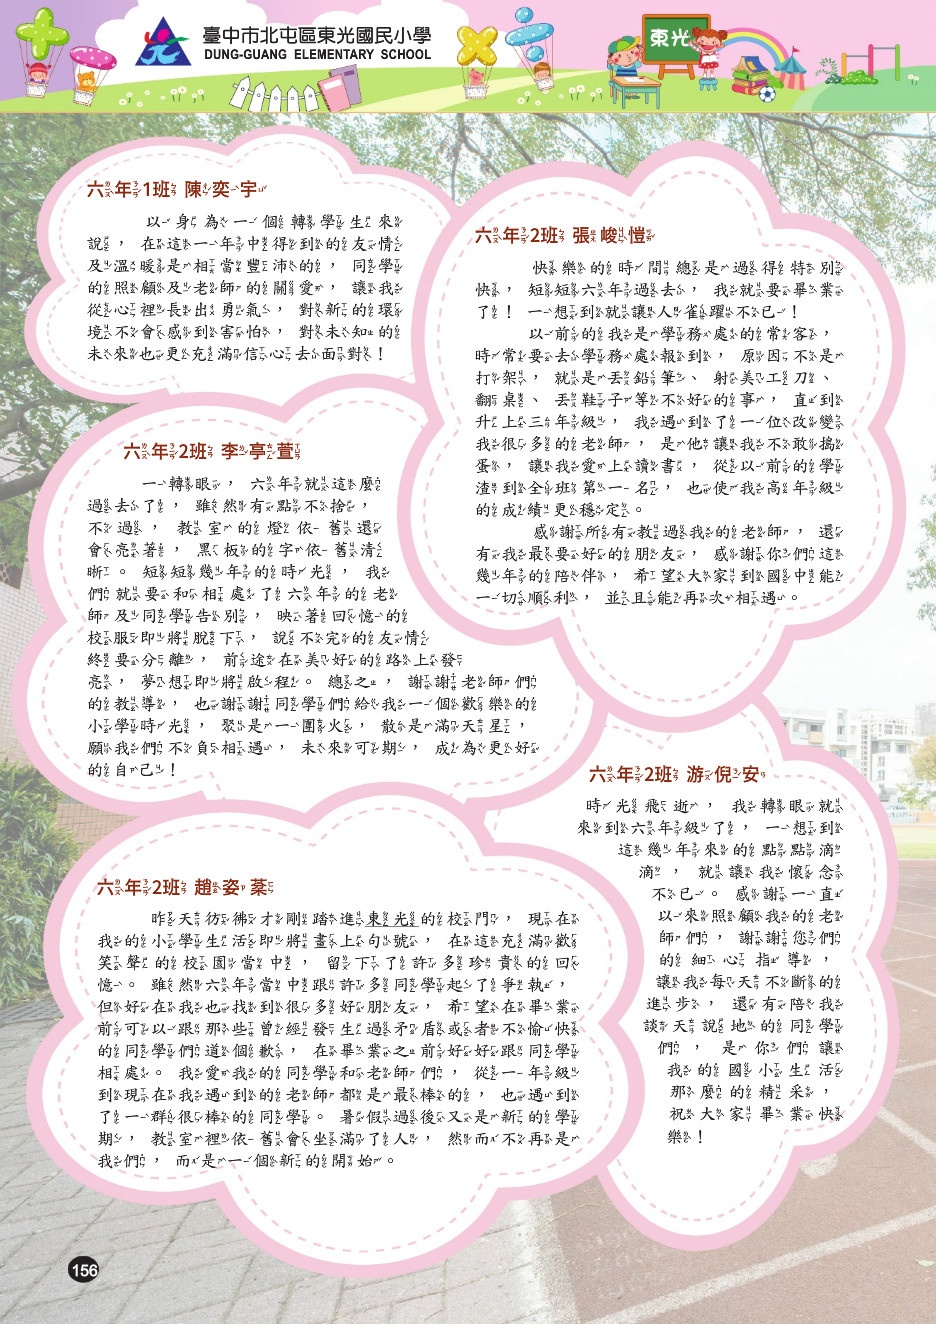 臺中市北屯區東光國民小學
DUNG-GUANG ELEMENTARY SCHOOL
東光
六年1班 陳奕宇
以身為一個轉學生來
說，在這一年中得到的友情
及溫暖是相當豐沛的，同學
的照顧及老師的關愛，讓我
從心裡長出勇氣，對新的環
境不會感到害怕，對未知的
未來也更充滿信心去面對！
六年2班 張峻愷
快樂的時間總是過得特別
快，短短六年過去，我就要畢業
了！一想到就讓人雀躍不已！
以前的我是學務處的常客，
時常要去學務處報到，原因不是
打架，就是丟鉛筆、射美工刀、
翻桌、丟鞋子等不好的事，直到
升上三年級，我遇到了一位改變
我很多的老師，是他讓我不敢搗
蛋，讓我愛上讀書，從以前的學
渣到全班第一名，也使我高年級
的成績更穩定。
感謝所有教過我的老師，還
有我最要好的朋友，感謝你們這
幾年的陪伴，希望大家到國中能
一切順利，並且能再次相遇。
六年2班 李亭萱
一轉眼，六年就這麼
過去了，雖然有點不捨，
不過，教室的燈依舊還
會亮著，黑板的字依舊清
晰。短短幾年的時光，我
們就要和相處了六年的老
師及同學告別，映著回憶的
校服即將脫下，說不完的友情
終要分離，前途在美好的路上發
亮，夢想即將啟程。總之，謝謝老師們
的教導，也謝謝同學們給我一個歡樂的
小學時光，聚是一團火，散是滿天星，
願我們不負相遇，未來可期，成為更好
的自己！
六年2班 游倪安
時光飛逝，我轉眼就
來到六年級了，一想到
這幾年來的點點滴
滴，就讓我懷念
不已。感謝一直
以來照顧我的老
師們，謝謝您們
的細心指導，
讓我每天不斷的
進步，還有陪我
談天說地的同學
們，是你們讓
我的國小生活
那麼的精采，
祝大家畢業快
樂！
六年2班 趙姿棻
昨天彷彿才剛踏進東光的校門，現在
我的小學生活即將畫上句號，在這充滿歡
笑聲的校園當中，留下了許多珍貴的回
憶。雖然六年當中跟許多同學起了爭執，
但好在我也找到很多好朋友，希望在畢業
前可以跟那些曾經發生過矛盾或者不愉快
的同學們道個歉，在畢業之前好好跟同學
相處。我愛我的同學和老師們，從一年級
到現在我遇到的老師都是最棒的，也遇到
了一群很棒的同學。暑假過後又是新的學
期，教室裡依舊會坐滿了人，然而不再是
我們，而是一個新的開始。
156